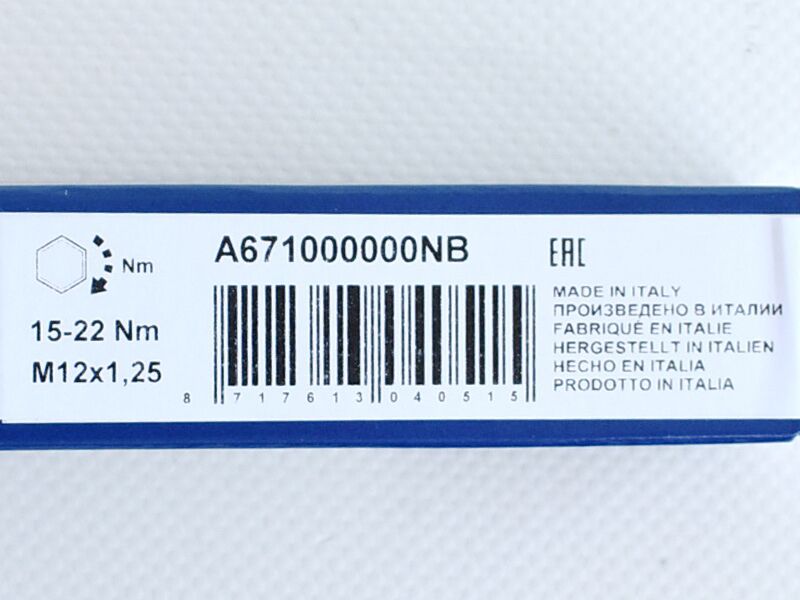 Nm
15-22 Nm
M12x1,25
A671000000NB
8 717613 040515
EAC
MADE IN ITALY
ПРОИЗВЕДЕНО В ИТАЛИИ
FABRIQUÉ EN ITALIE
HERGESTELLT IN ITALIEN
HECHO EN ITALIA
PRODOTTO IN ITALIA